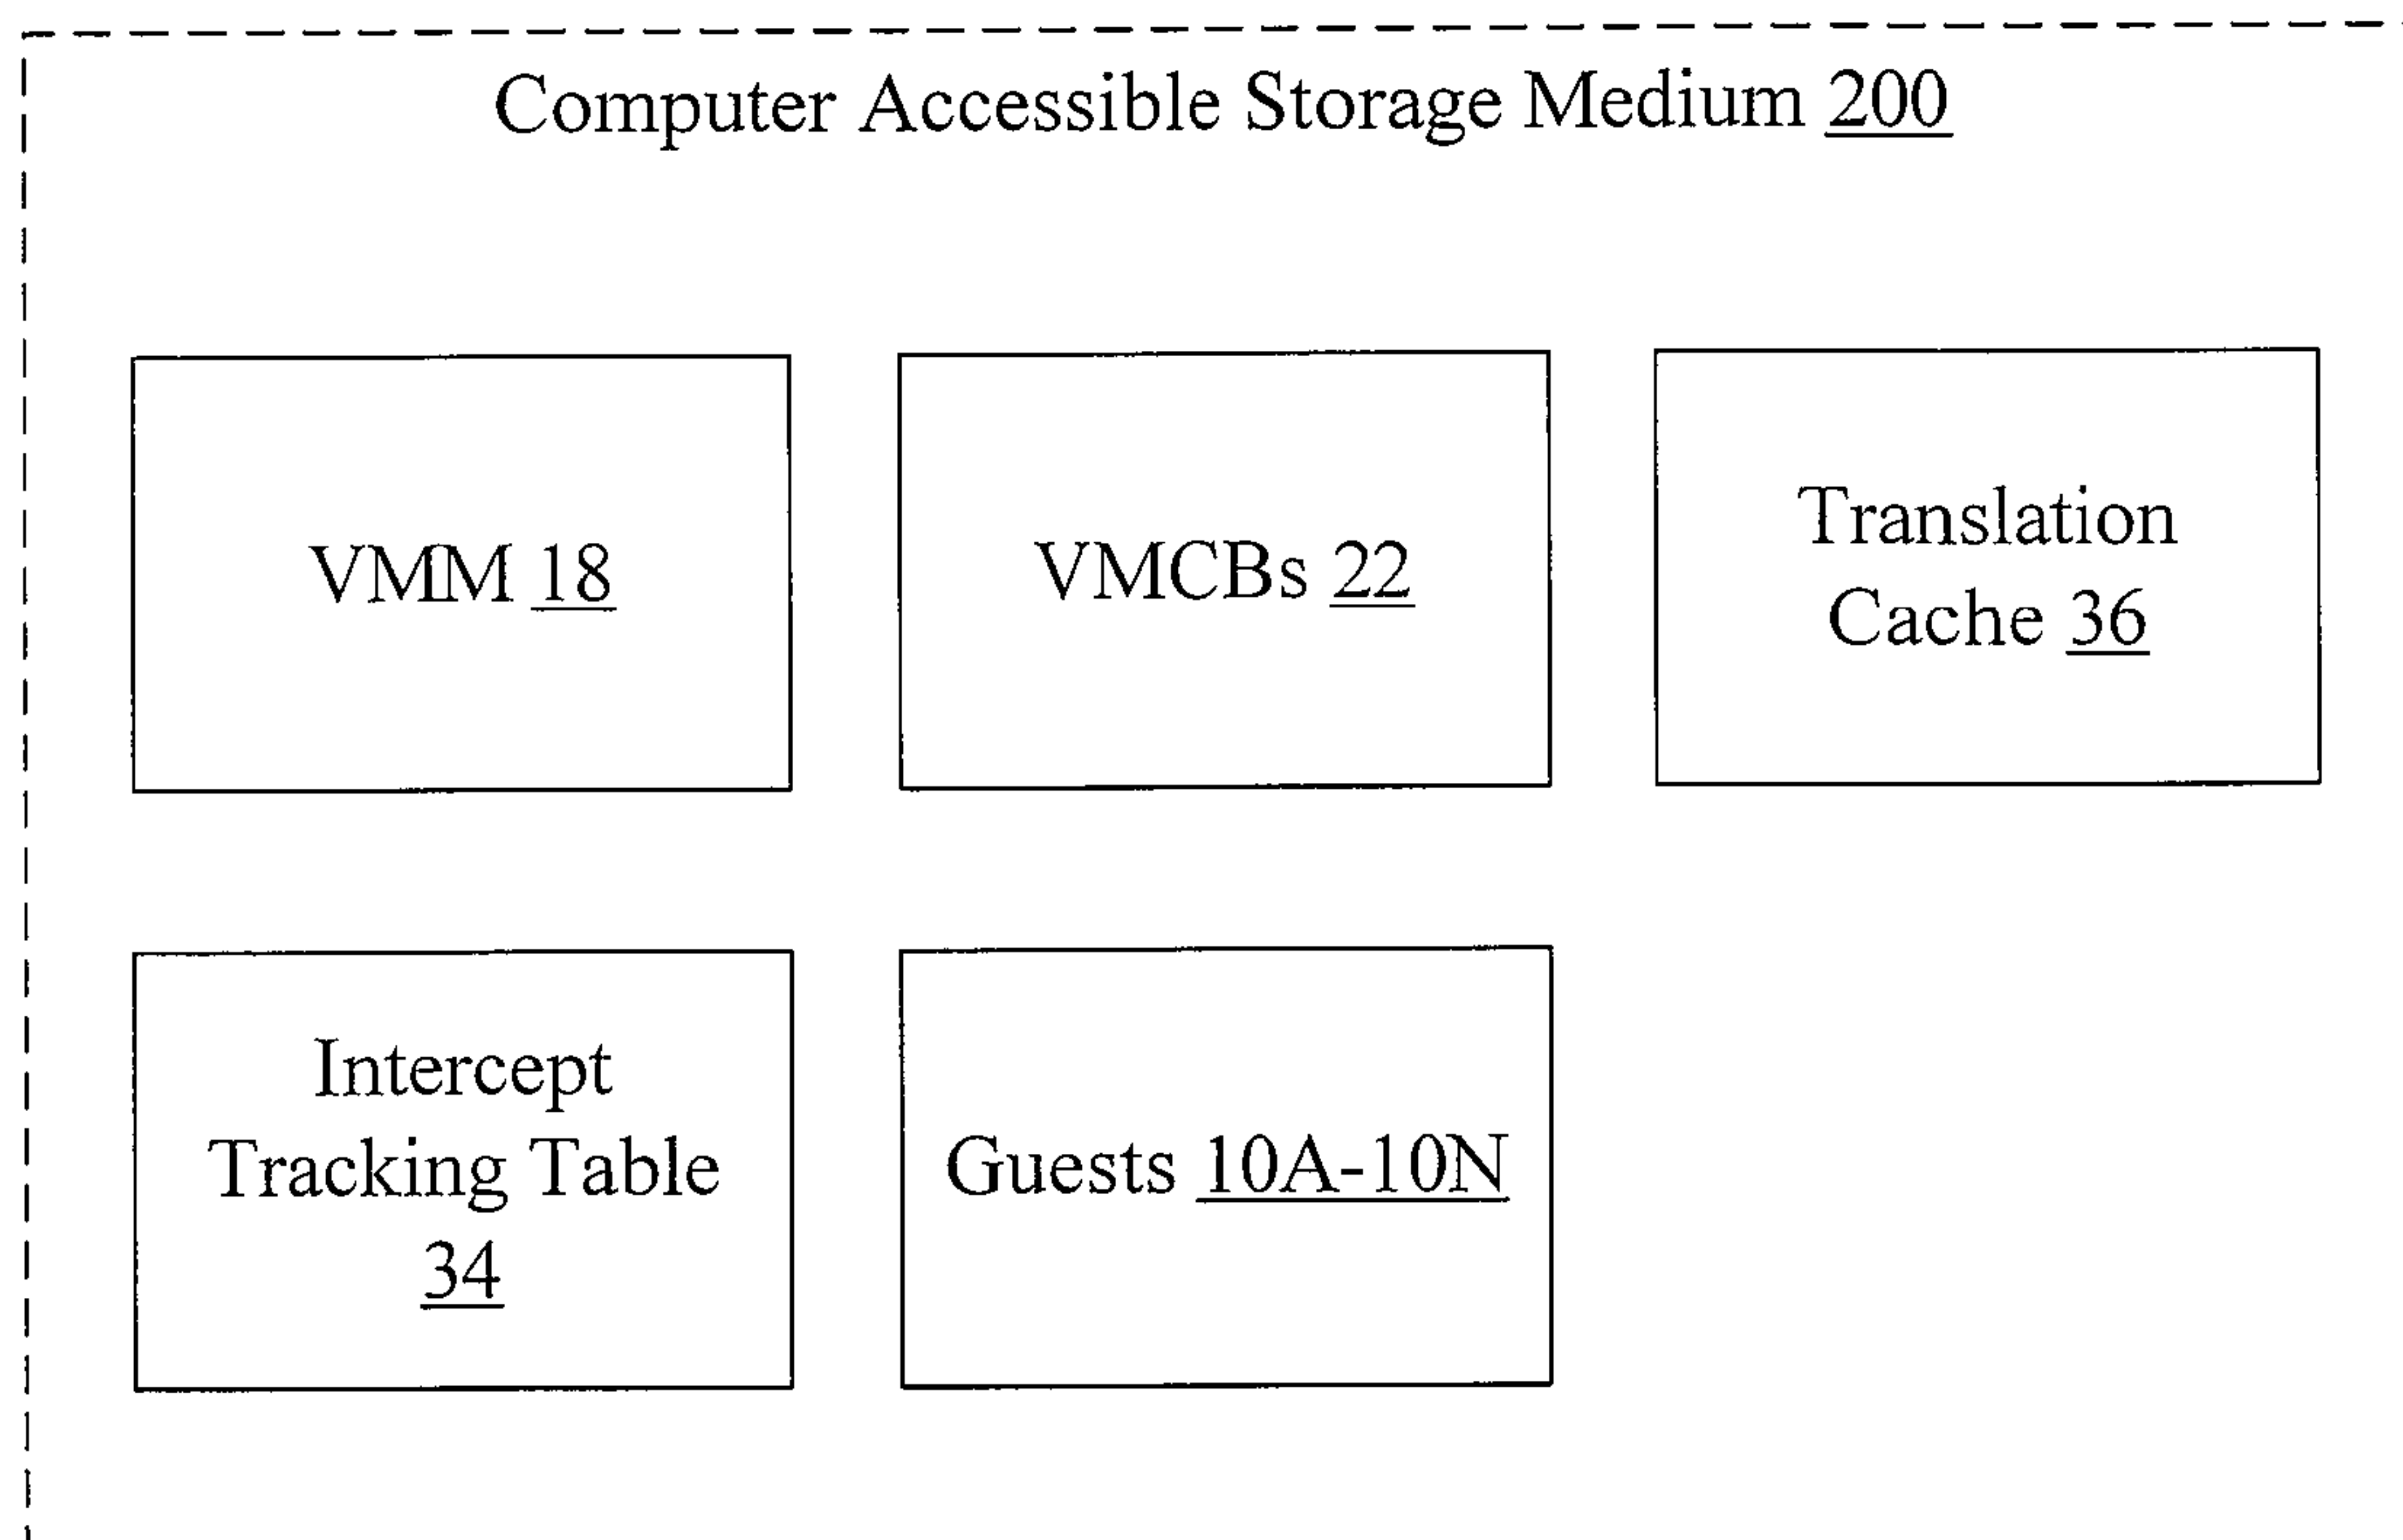 Computer Accessible Storage Medium 200
VMM 18
VMCBs 22
Translation
Cache 36
Intercept
Tracking Table
34
Guests 10A-10N